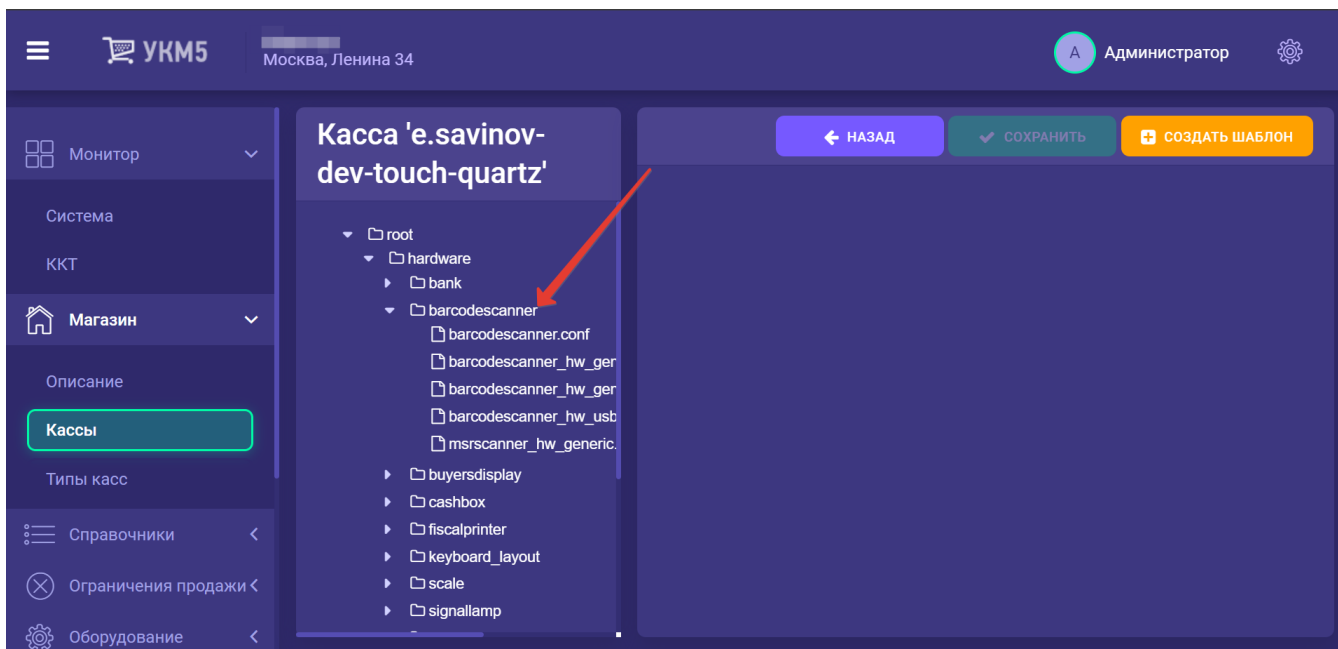 УКМ5
Москва, Ленина 34
А
Администратор
Монитор
Система
ККТ
Магазин
Описание
Кассы
Типы касс
Справочники
Ограничения продажи
Оборудование
Касса 'e.savinov-
dev-touch-quartz'
root
hardware
bank
barcodescanner
barcodescanner.conf
barcodescanner_hw_ger
barcodescanner_hw_ger
barcodescanner_hw_usb
msrscanner_hw_generic.
buyersdisplay
cashbox
fiscalprinter
keyboard_layout
scale
signallamp
НАЗАД
СОХРАНИТЬ
СОЗДАТЬ ШАБЛОН